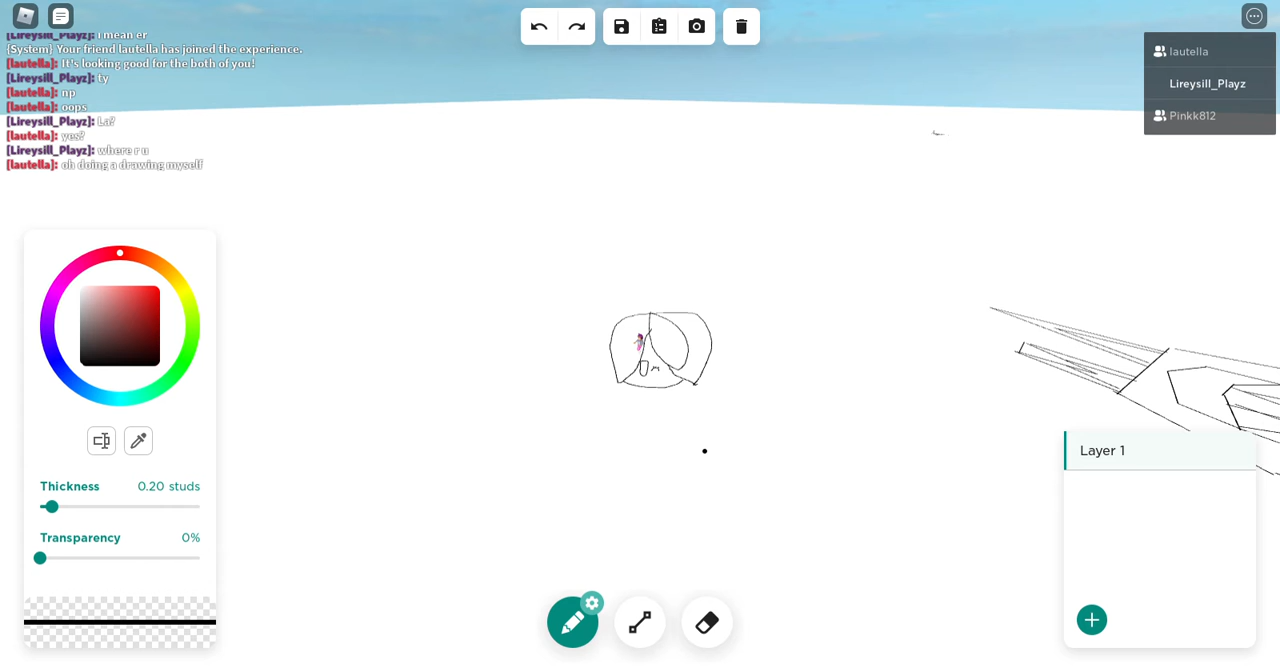 [Lireysill_Playz]: i mean er
{System} Your friend lautella has joined the experience.
[lautella]: It's looking good for the both of you!
[Lireysill_Playz]: ty
[lautella]: np
[lautella]: oops
[Lireysill_Playz]: La?
[lautella]: yes?
[Lireysill_Playz]: where r u
[lautella]: oh doing a drawing myself
lautella
Lireysill_Playz
Pinkk812
Thickness 0.20 studs
Transparency 0%
Layer 1